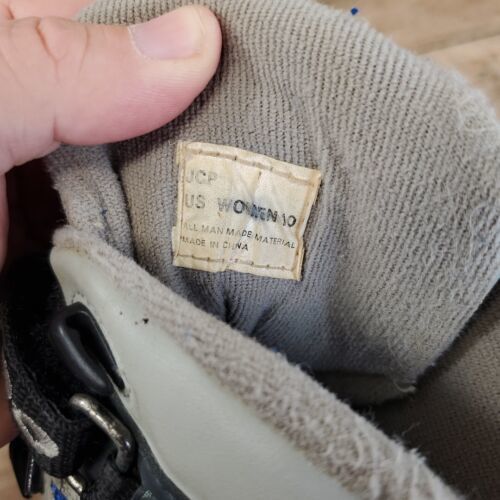 JCP
US WOMEN 10
ALL MAN MADE MATERIAL
MADE IN CHINA